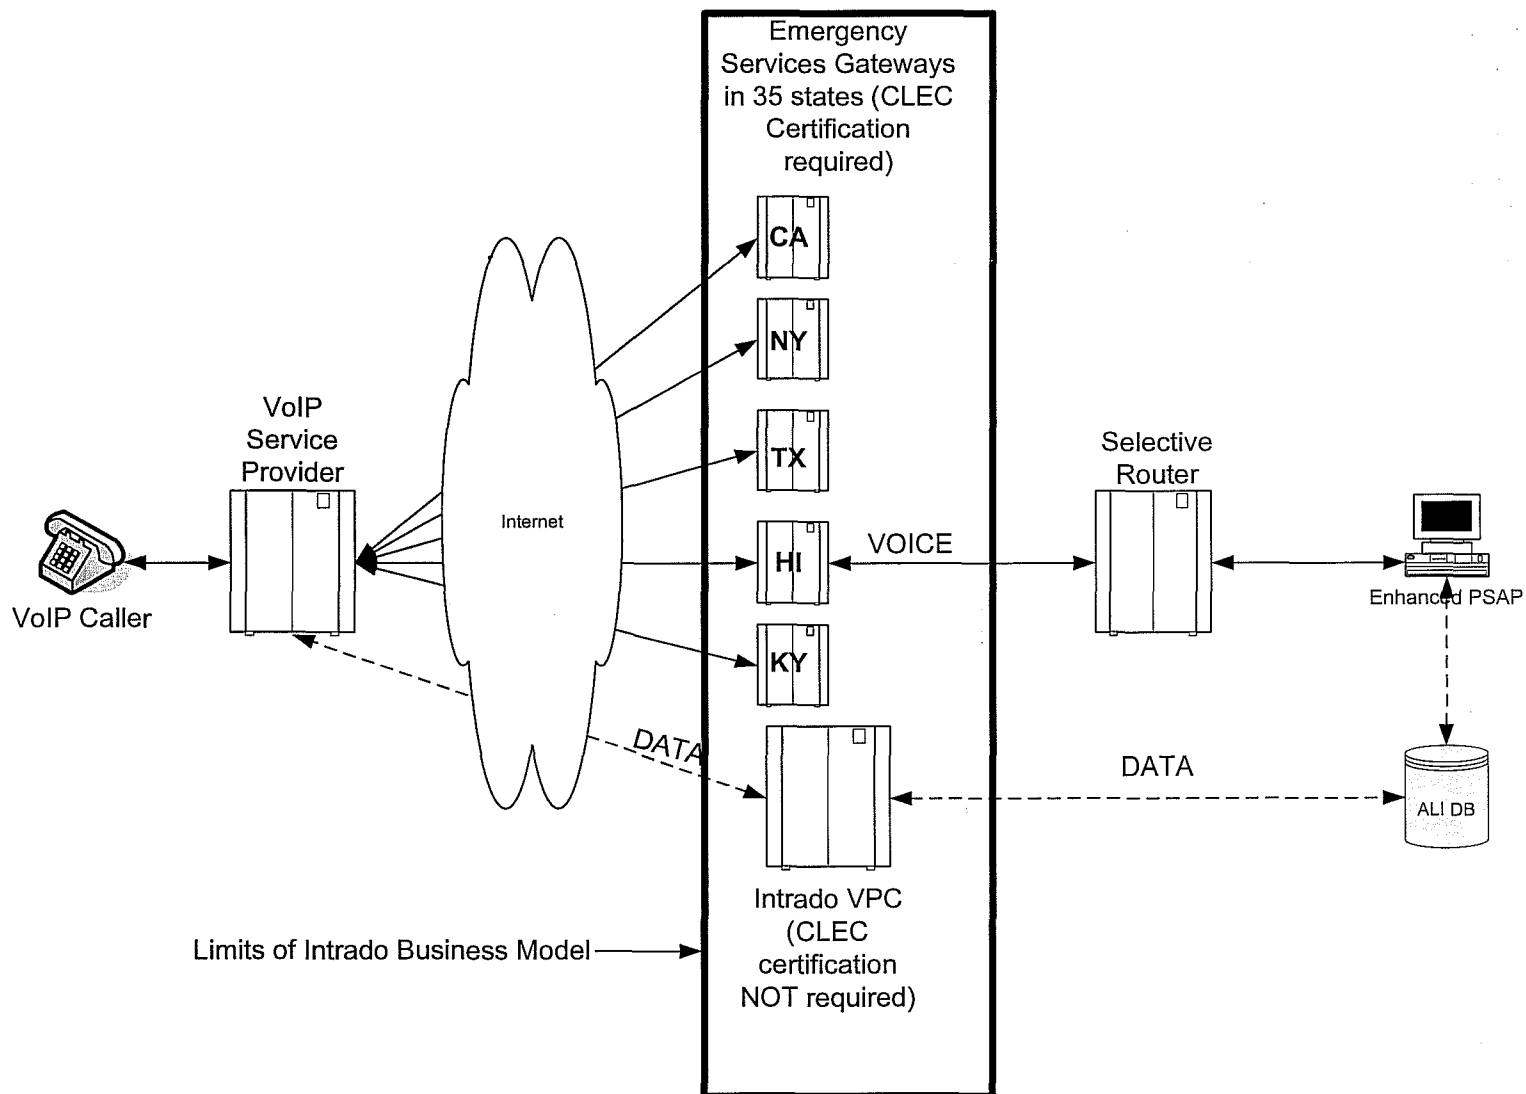 Emergency
Services Gateways
in 35 states (CLEC
Certification
required)
CA
NY
VoIP
Service
Provider
TX
Selective
Router
Internet
HI
VOICE
VoIP Caller
Enhanced PSAP
KY
DATA
DATA
ALI DB
Intrado VPC
(CLEC
certification
NOT required)
Limits of Intrado Business Model